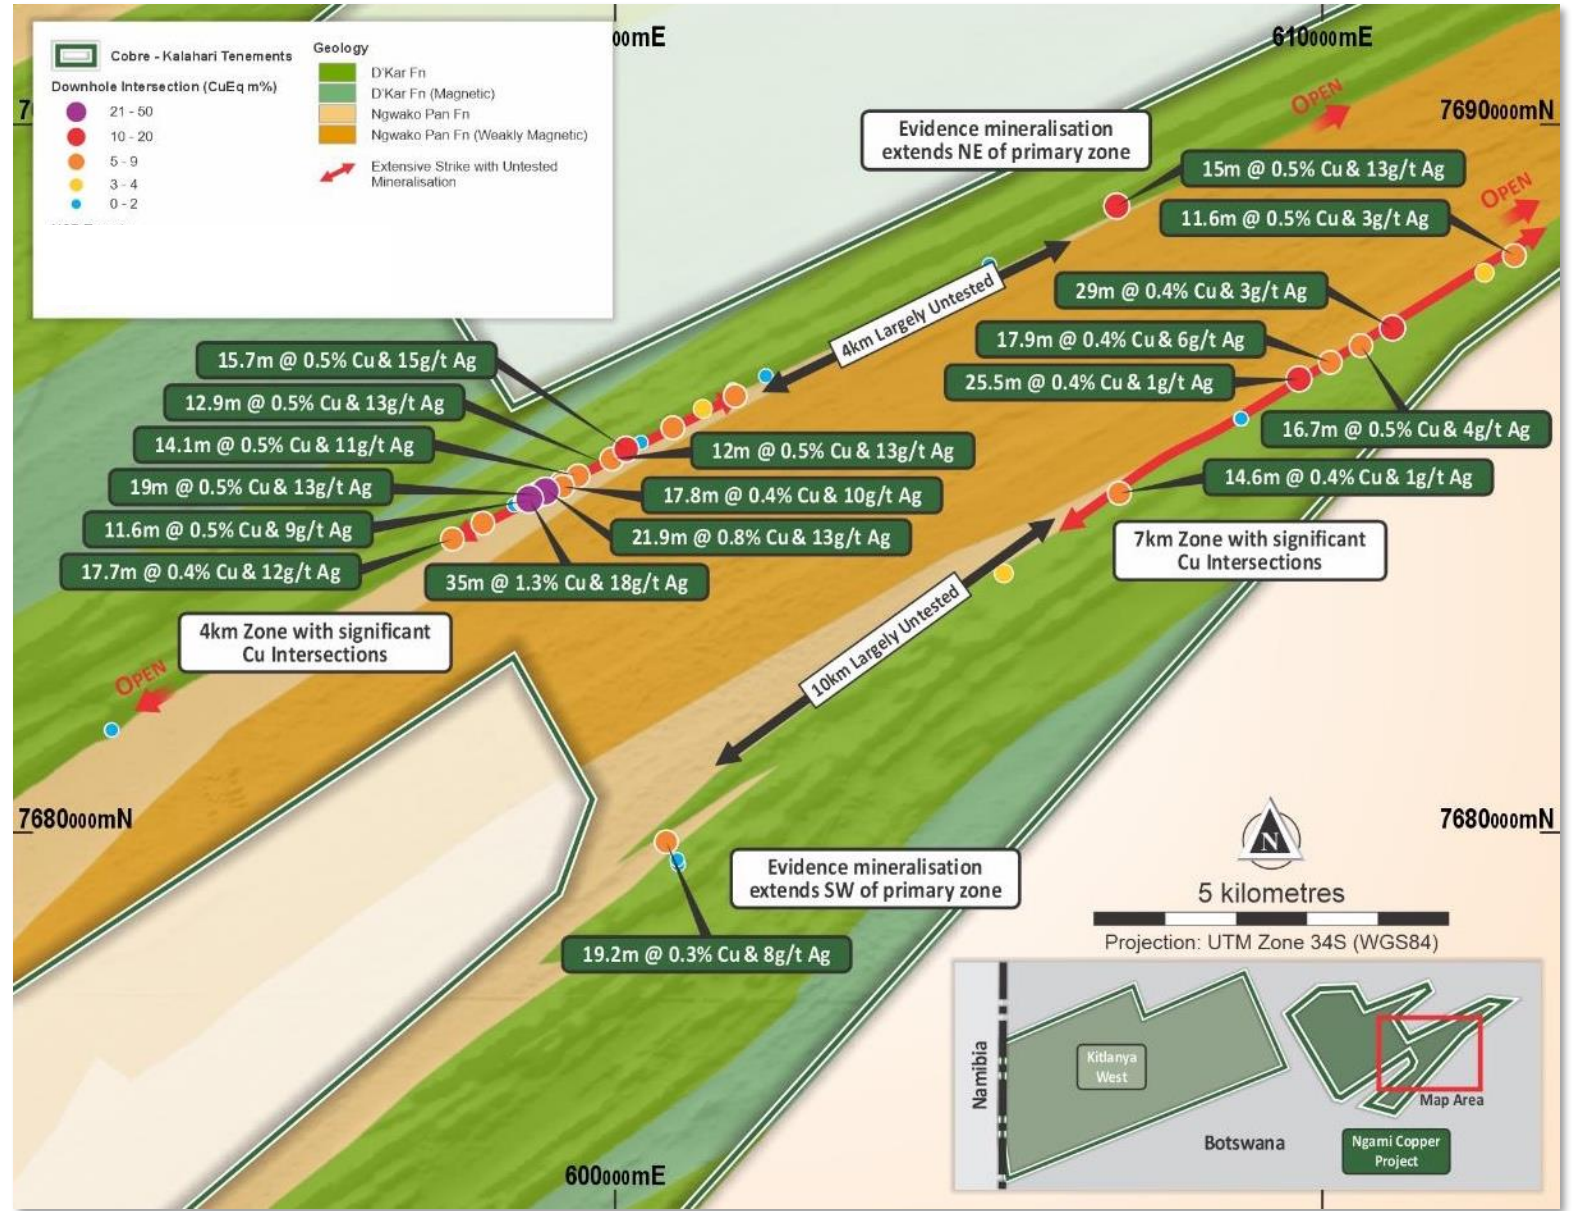 Cobre - Kalahari Tenements
Downhole Intersection (CuEq m%)
21 - 50
10 - 20
5 - 9
3 - 4
0 - 2
Geology
D'Kar Fn
D'Kar Fn (Magnetic)
Ngwako Pan Fn
Ngwako Pan Fn (Weakly Magnetic)
Extensive Strike with Untested
Mineralisation
00mE
610000mE
7690000mN
OPEN
Evidence mineralisation
extends NE of primary zone
15m @ 0.5% Cu & 13g/t Ag
OPEN
11.6m @ 0.5% Cu & 3g/t Ag
29m @ 0.4% Cu & 3g/t Ag
4km Largely Untested
17.9m @ 0.4% Cu & 6g/t Ag
25.5m @ 0.4% Cu & 1g/t Ag
16.7m @ 0.5% Cu & 4g/t Ag
14.6m @ 0.4% Cu & 1g/t Ag
15.7m @ 0.5% Cu & 15g/t Ag
12.9m @ 0.5% Cu & 13g/t Ag
14.1m @ 0.5% Cu & 11g/t Ag
19m @ 0.5% Cu & 13g/t Ag
11.6m @ 0.5% Cu & 9g/t Ag
17.7m @ 0.4% Cu & 12g/t Ag
12m @ 0.5% Cu & 13g/t Ag
17.8m @ 0.4% Cu & 10g/t Ag
21.9m @ 0.8% Cu & 13g/t Ag
35m @ 1.3% Cu & 18g/t Ag
7km Zone with significant
Cu Intersections
4km Zone with significant
Cu Intersections
OPEN
10km Largely Untested
7680000mN
7680000mN
Evidence mineralisation
extends SW of primary zone
19.2m @ 0.3% Cu & 8g/t Ag
N
5 kilometres
Projection: UTM Zone 34S (WGS84)
Namibia
Kitlanya
West
Map Area
Botswana
Ngami Copper
Project
600000mE